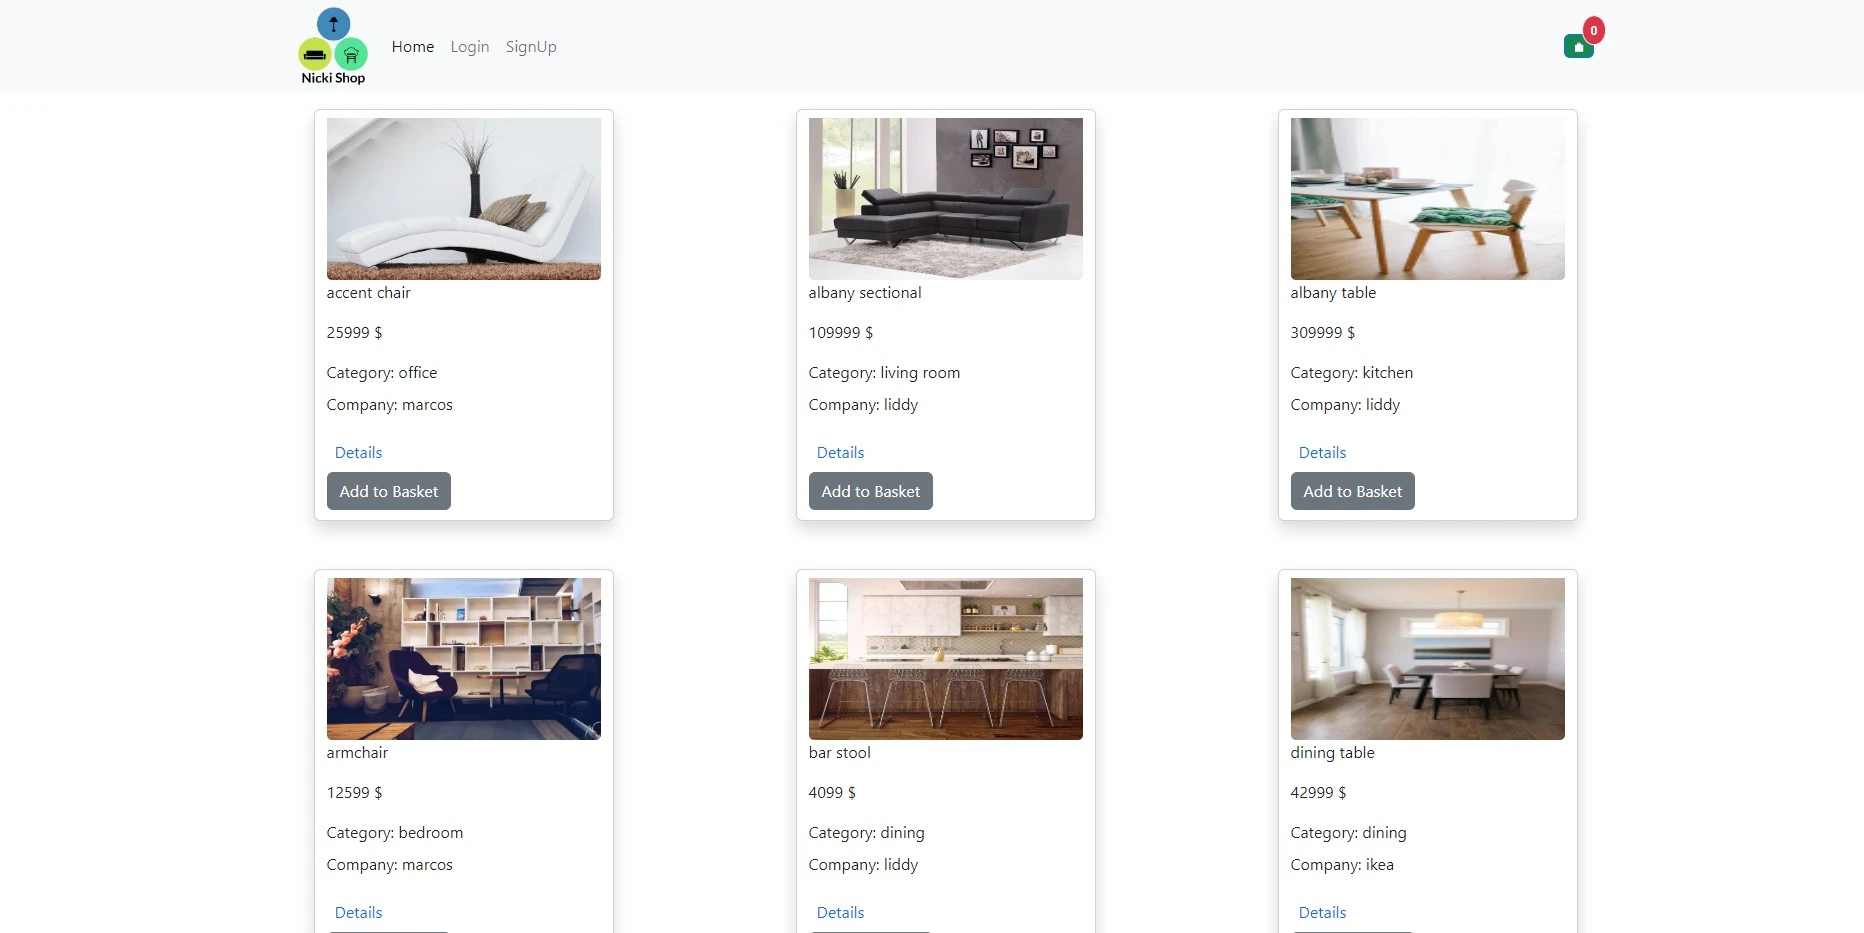 Nicki Shop
Home Login SignUp
0
accent chair
25999 $
Category: office
Company: marcos
Details
Add to Basket
albany sectional
109999 $
Category: living room
Company: liddy
Details
Add to Basket
albany table
309999 $
Category: kitchen
Company: liddy
Details
Add to Basket
armchair
12599 $
Category: bedroom
Company: marcos
Details
bar stool
4099 $
Category: dining
Company: liddy
Details
dining table
42999 $
Category: dining
Company: ikea
Details